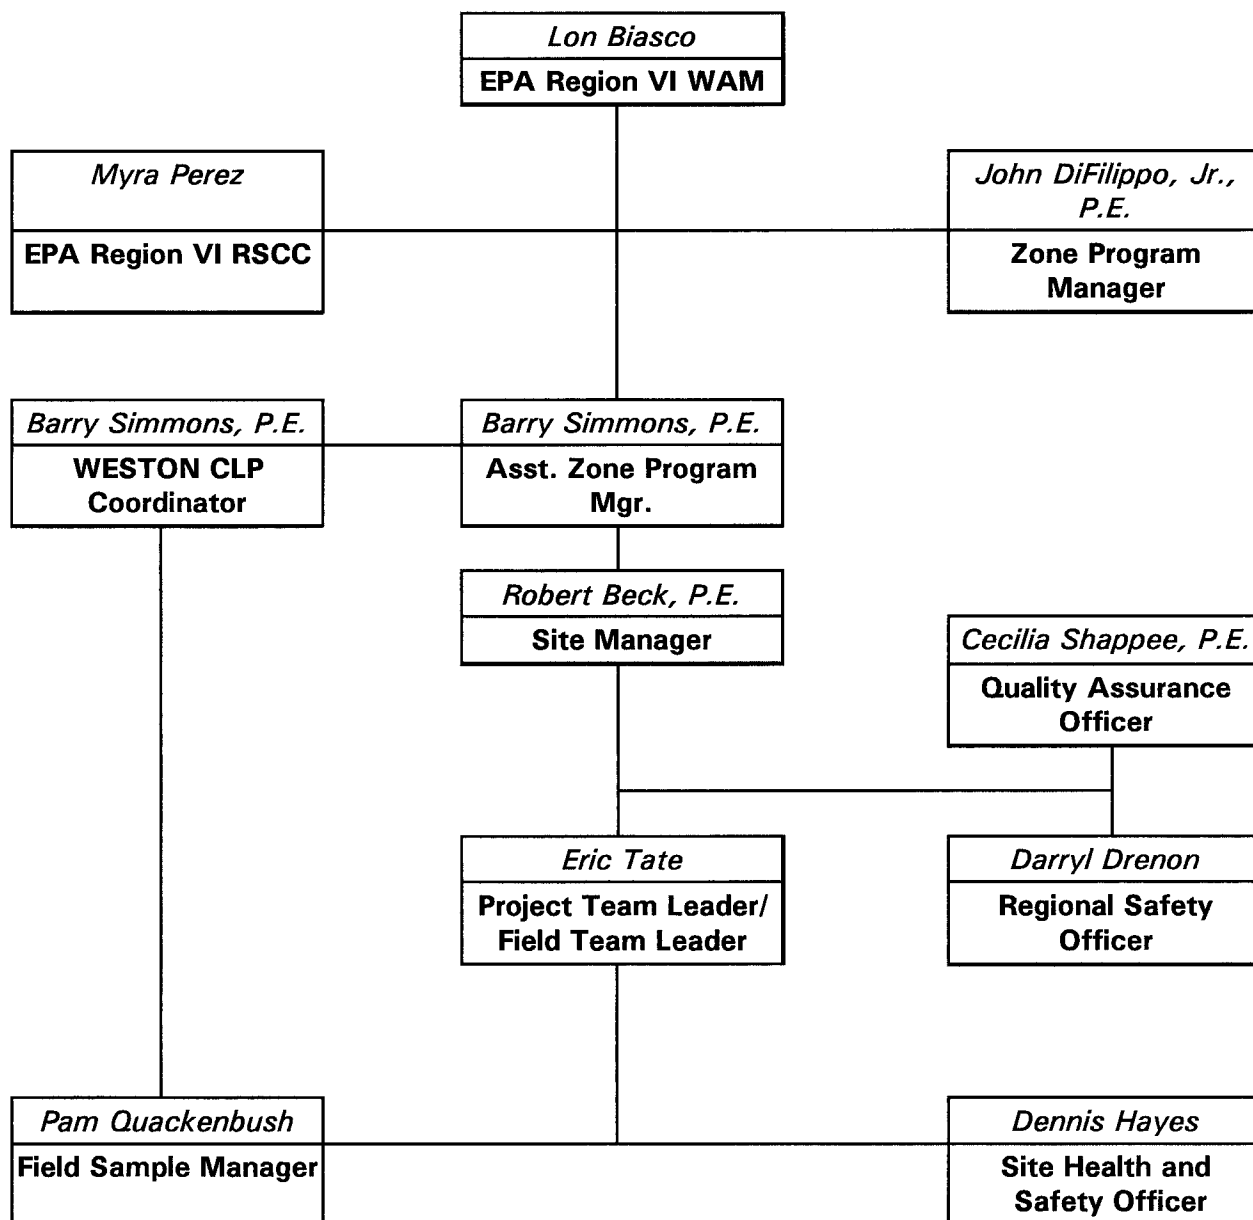 Lon Biasco
EPA Region VI WAM
Myra Perez
EPA Region VI RSCC
John DiFilippo, Jr.,
P.E.
Zone Program
Manager
Barry Simmons, P.E.
WESTON CLP
Coordinator
Barry Simmons, P.E.
Asst. Zone Program
Mgr.
Robert Beck, P.E.
Site Manager
Cecilia Shappee, P.E.
Quality Assurance
Officer
Eric Tate
Project Team Leader/
Field Team Leader
Darryl Drenon
Regional Safety
Officer
Pam Quackenbush
Field Sample Manager
Dennis Hayes
Site Health and
Safety Officer